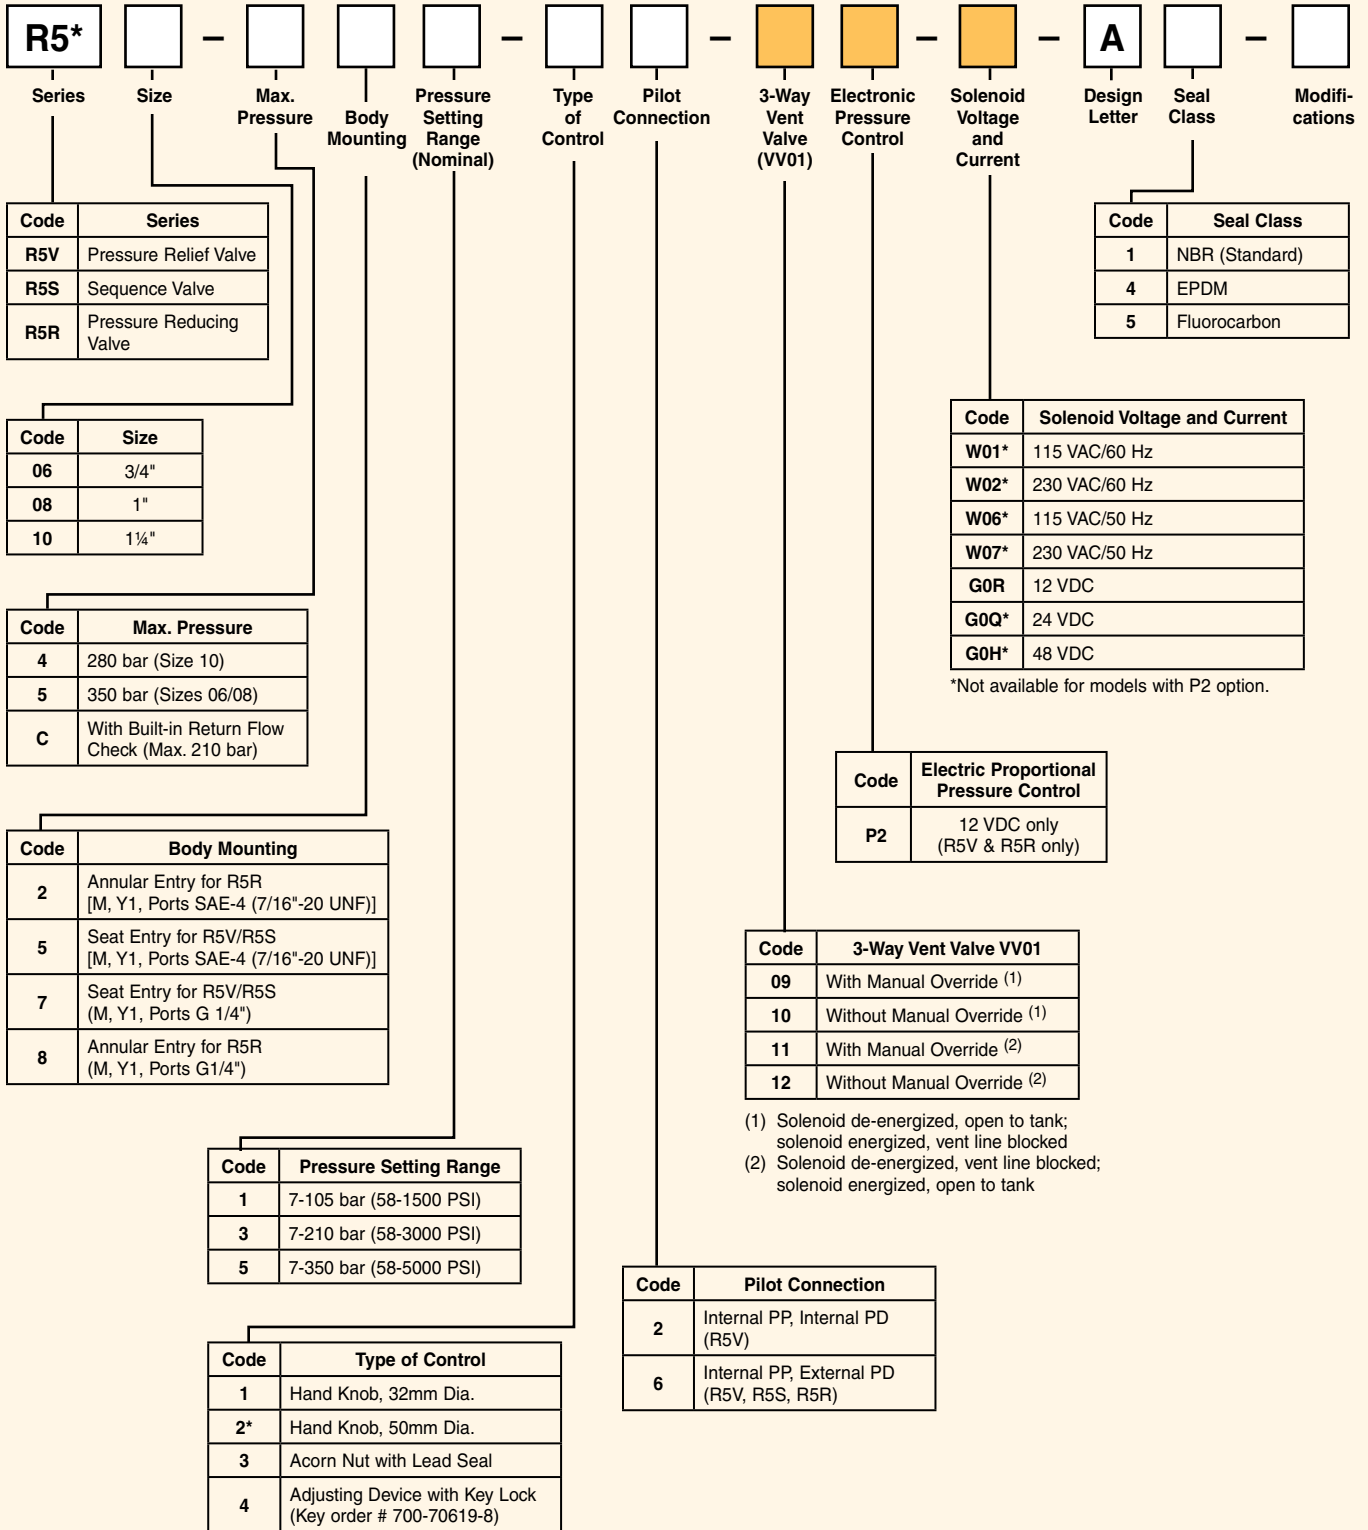 R5* – – – – – A –
Series
Size
Max.
Pressure
Body
Mounting
Pressure
Setting
Range
(Nominal)
Type
of
Control
Pilot
Connection
3-Way
Vent
Valve
(VV01)
Electronic
Pressure
Control
Solenoid
Voltage
and
Current
Design
Letter
Seal
Class
Modifi-
cations
Code Series
R5V Pressure Relief Valve
R5S Sequence Valve
R5R Pressure Reducing
Valve
Code Seal Class
1 NBR (Standard)
4 EPDM
5 Fluorocarbon
Code Size
06 3/4"
08 1"
10 1¼"
Code Solenoid Voltage and Current
W01* 115 VAC/60 Hz
W02* 230 VAC/60 Hz
W06* 115 VAC/50 Hz
W07* 230 VAC/50 Hz
G0R 12 VDC
G0Q* 24 VDC
G0H* 48 VDC
*Not available for models with P2 option.
Code Max. Pressure
4 280 bar (Size 10)
5 350 bar (Sizes 06/08)
C With Built-in Return Flow
Check (Max. 210 bar)
Code Electric Proportional
Pressure Control
P2 12 VDC only
(R5V & R5R only)
Code Body Mounting
2 Annular Entry for R5R
[M, Y1, Ports SAE-4 (7/16"-20 UNF)]
5 Seat Entry for R5V/R5S
[M, Y1, Ports SAE-4 (7/16"-20 UNF)]
7 Seat Entry for R5V/R5S
(M, Y1, Ports G 1/4")
8 Annular Entry for R5R
(M, Y1, Ports G1/4")
Code 3-Way Vent Valve VV01
09 With Manual Override (1)
10 Without Manual Override (1)
11 With Manual Override (2)
12 Without Manual Override (2)
(1) Solenoid de-energized, open to tank;
solenoid energized, vent line blocked
(2) Solenoid de-energized, vent line blocked;
solenoid energized, open to tank
Code Pressure Setting Range
1 7-105 bar (58-1500 PSI)
3 7-210 bar (58-3000 PSI)
5 7-350 bar (58-5000 PSI)
Code Pilot Connection
2 Internal PP, Internal PD
(R5V)
6 Internal PP, External PD
(R5V, R5S, R5R)
Code Type of Control
1 Hand Knob, 32mm Dia.
2* Hand Knob, 50mm Dia.
3 Acorn Nut with Lead Seal
4 Adjusting Device with Key Lock
(Key order # 700-70619-8)